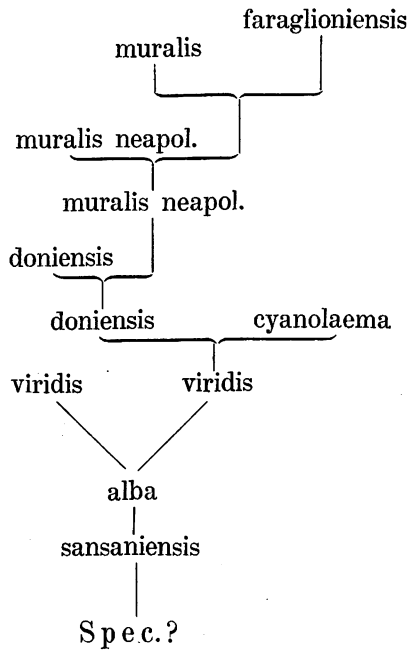 faraglioniensis
muralis
muralis neapol.
muralis neapol.
doniensis
doniensis cyanolaema
viridis viridis
alba
sansaniensis
Spec.?